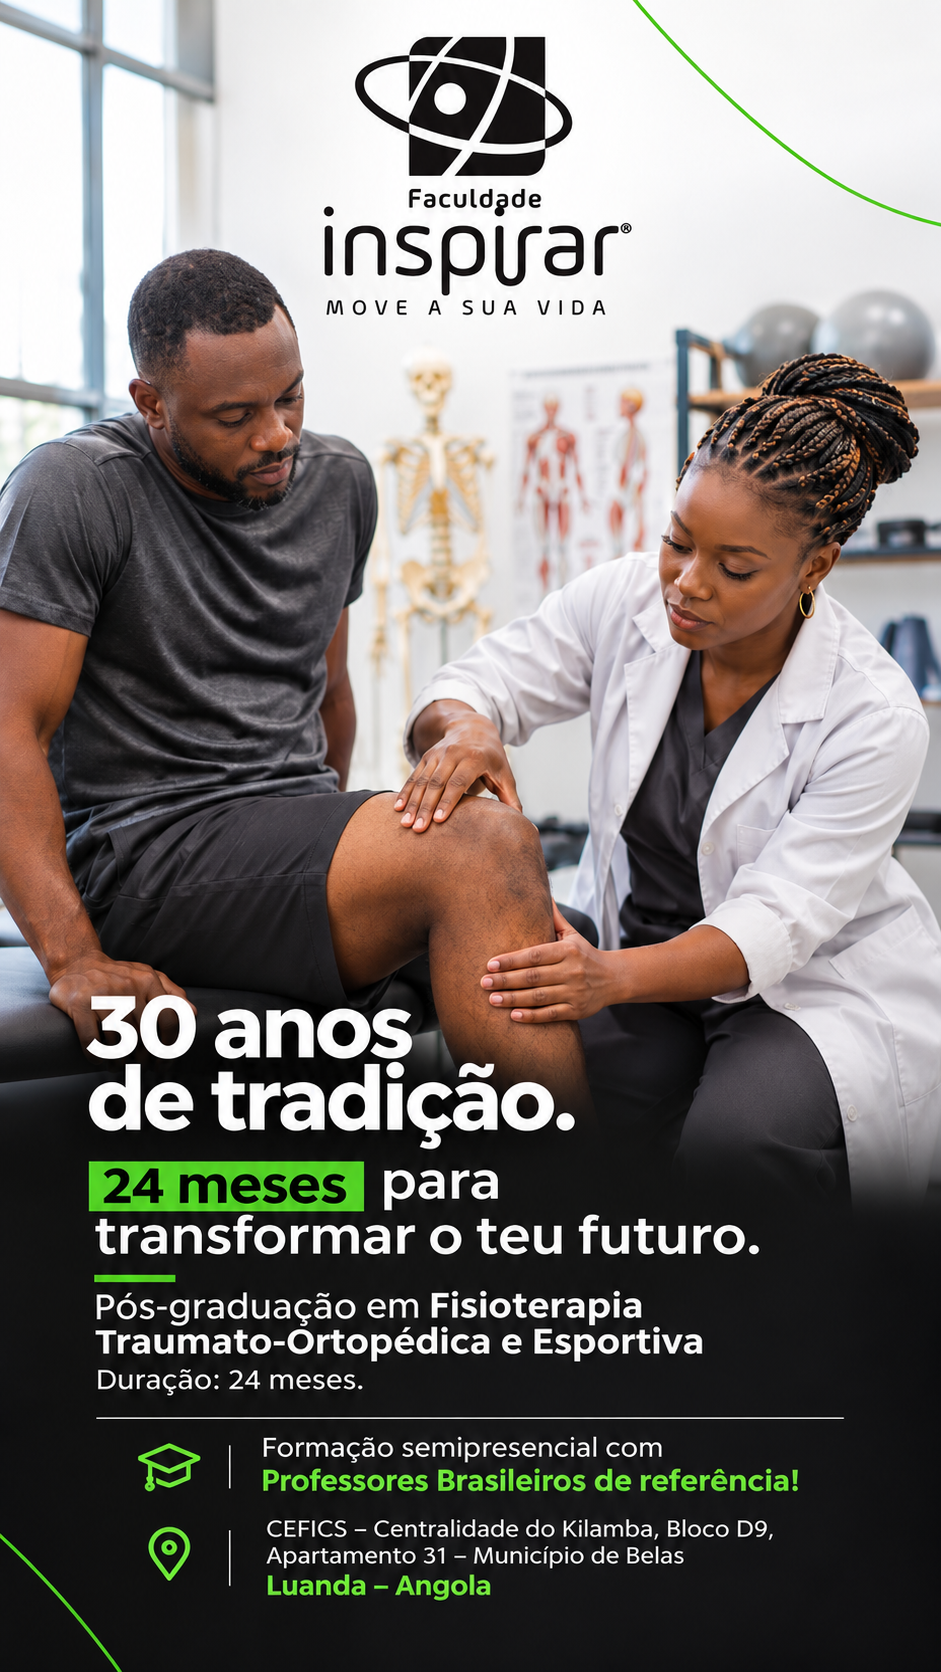 Faculdade
inspirar®
MOVE A SUA VIDA
30 anos
de tradição.
24 meses para
transformar o teu futuro.
Pós-graduação em Fisioterapia
Traumato-Ortopédica e Esportiva
Duração: 24 meses.
Formação semipresencial com
Professores Brasileiros de referência!
CEFICS – Centralidade do Kilamba, Bloco D9,
Apartamento 31 – Município de Belas
Luanda – Angola